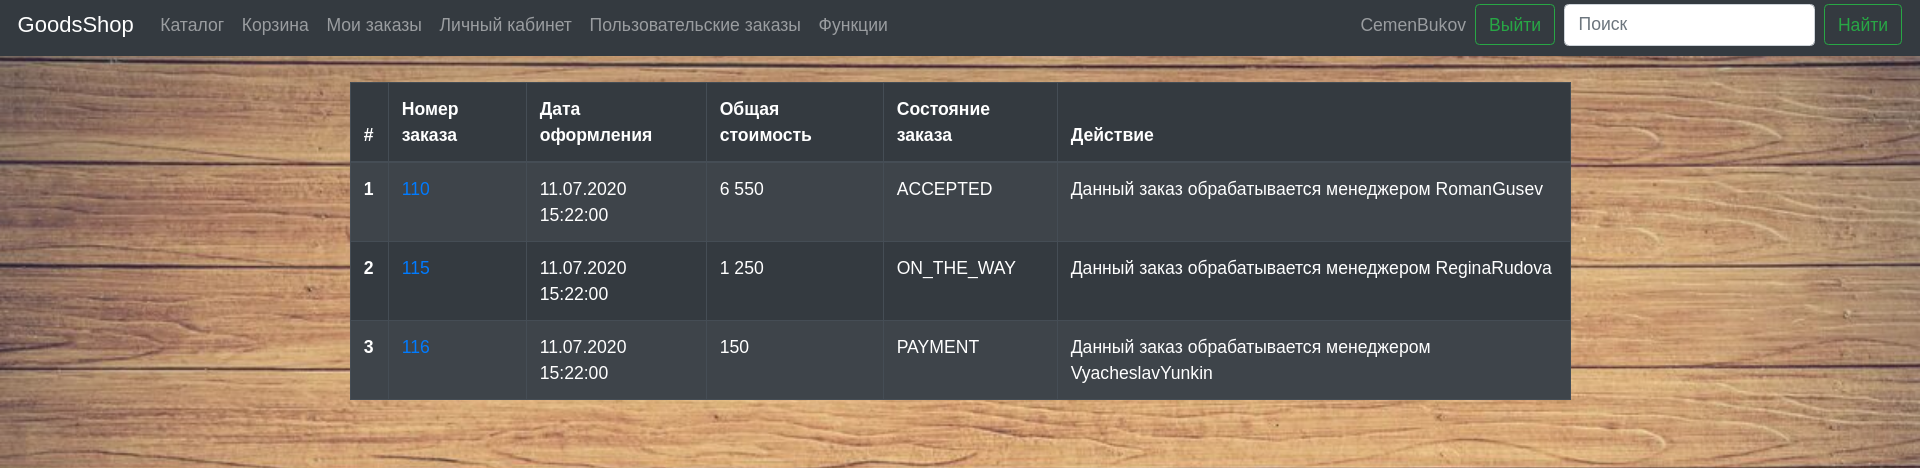 GoodsShop Каталог Корзина Мои заказы Личный кабинет Пользовательские заказы Функции CemenBukov Выйти Поиск Найти
# Номер заказа Дата оформления Общая стоимость Состояние заказа Действие
1 110 11.07.2020 15:22:00 6 550 ACCEPTED Данный заказ обрабатывается менеджером RomanGusev
2 115 11.07.2020 15:22:00 1 250 ON_THE_WAY Данный заказ обрабатывается менеджером ReginaRudova
3 116 11.07.2020 15:22:00 150 PAYMENT Данный заказ обрабатывается менеджером VyacheslavYunkin